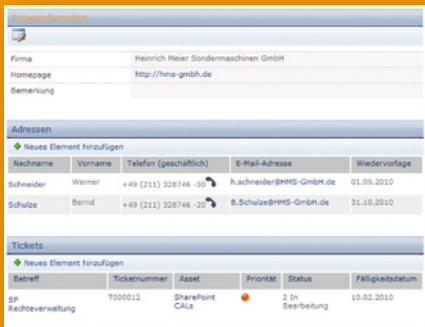 Firmeninformation
Firma Heinrich Meier Sondermaschinen GmbH
Homepage http://hms-gmbh.de
Bemerkung
Adressen
Neues Element hinzufügen
Nachname Vorname Telefon (geschäftlich) E-Mail-Adresse Wiedervorlage
Schneider Werner +49 (211) 328746 -30 h.schneider@HMS-GmbH.de 01.09.2010
Schulze Bernd +49 (211) 328746 -20 B.Schulze@HMS-GmbH.de 31.10.2010
Tickets
Neues Element hinzufügen
Betreff Ticketnummer Asset Priorität Status Fälligkeitsdatum
SP Rechteverwaltung T000012 SharePoint CALs 2 In Bearbeitung 10.02.2010